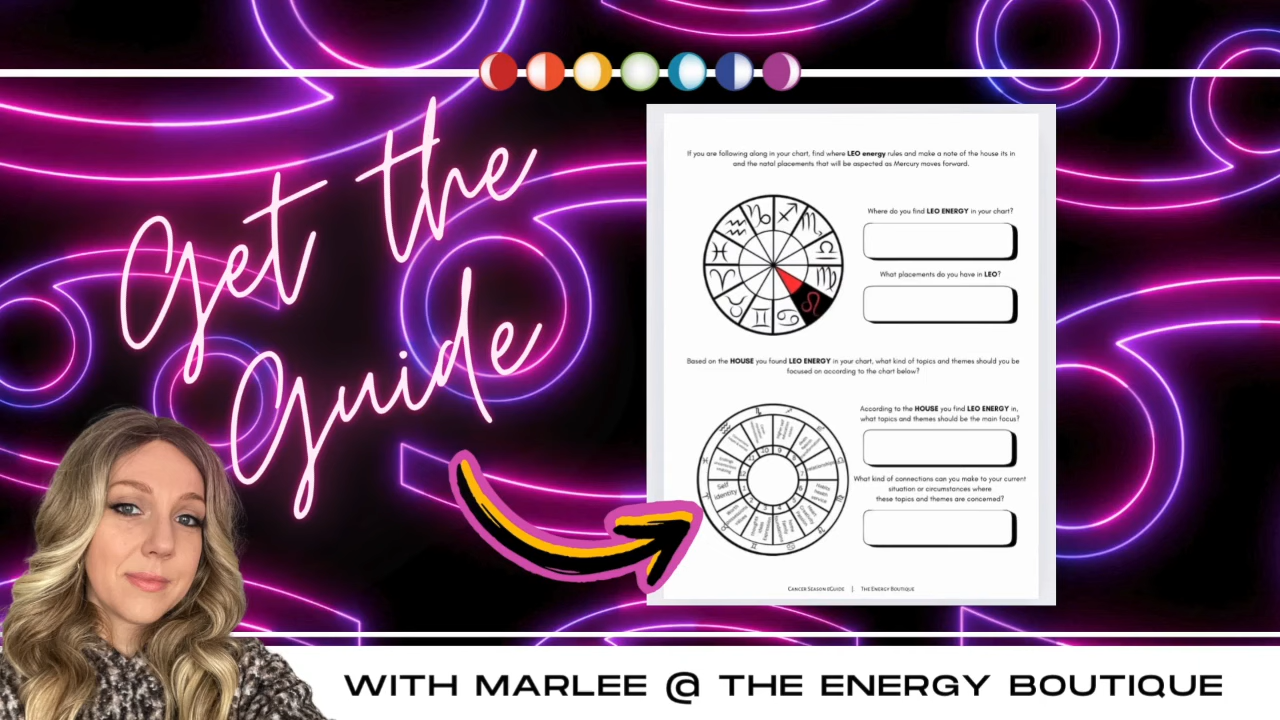 Get the
Guide
If you are following along in your chart, find where LEO energy rules and make a note of the house its in
and the natal placements that will be aspected as Mercury moves forward.
Where do you find LEO ENERGY in your chart?
What placements do you have in LEO?
Based on the HOUSE you found LEO ENERGY in your chart, what kind of topics and themes should you be
focused on according to the chart below?
According to the HOUSE you find LEO ENERGY in,
what topics and themes should be the main focus?
Self
Identity
What kind of connections can you make to your current
situation or circumstances where
these topics and themes are concerned?
CANCER SEASON I/GUIDE | THE ENERGY BOUTIQUE
WITH MARLEE @ THE ENERGY BOUTIQUE